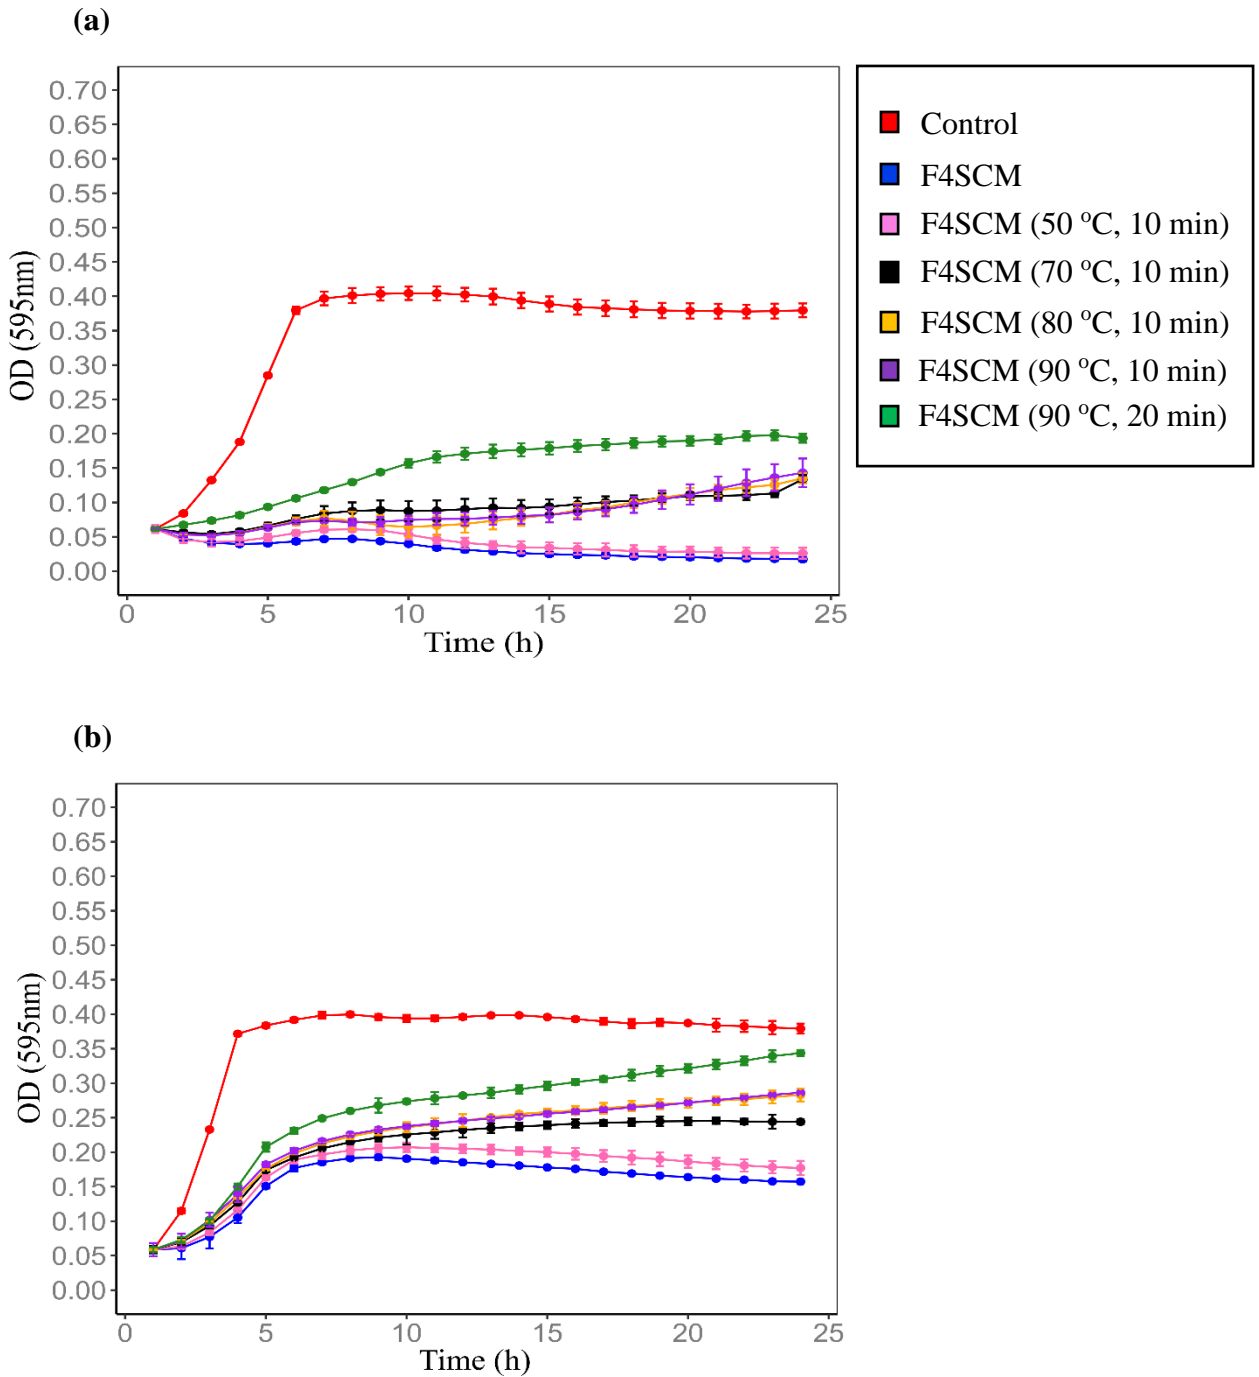 (a)
0.70
0.65
0.60
0.55
0.50
0.45
0.40
0.35
0.30
0.25
0.20
0.15
0.10
0.05
0.00
OD (595nm)
0 5 10 15 20 25
Time (h)
Control
F4SCM
F4SCM (50 °C, 10 min)
F4SCM (70 °C, 10 min)
F4SCM (80 °C, 10 min)
F4SCM (90 °C, 10 min)
F4SCM (90 °C, 20 min)
(b)
0.70
0.65
0.60
0.55
0.50
0.45
0.40
0.35
0.30
0.25
0.20
0.15
0.10
0.05
0.00
OD (595nm)
0 5 10 15 20 25
Time (h)